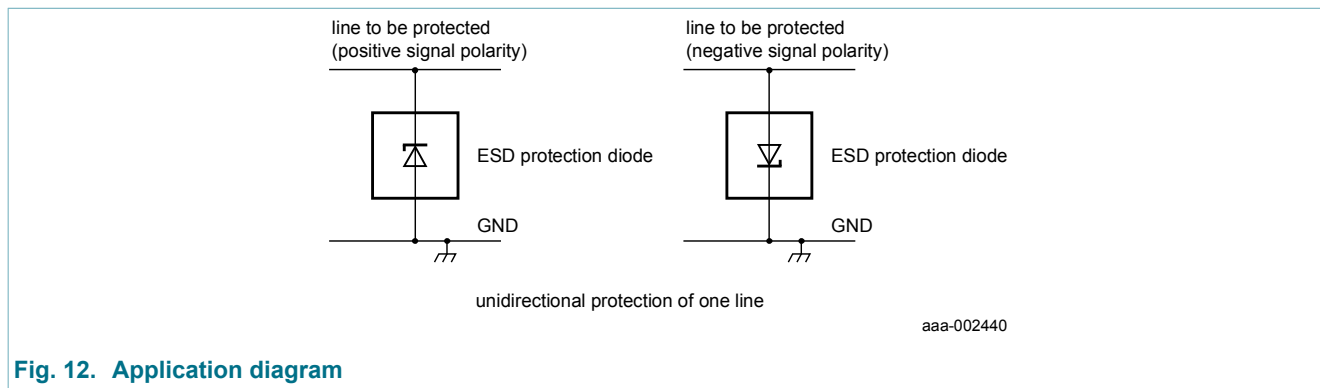 line to be protected
(positive signal polarity)
ESD protection diode
GND
line to be protected
(negative signal polarity)
ESD protection diode
GND
unidirectional protection of one line
aaa-002440
Fig. 12. Application diagram